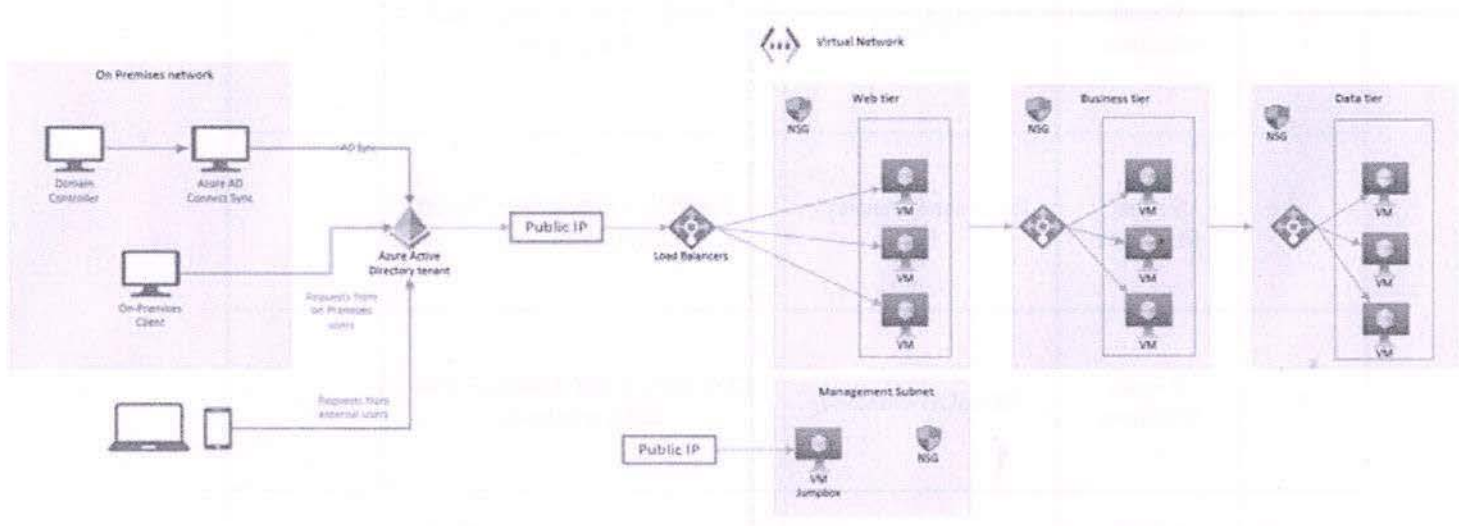 Virtual Network
On Premises network
Domain
Controller
Azure AD
Connect Sync
AD Sync
On-Premises
Client
Azure Active
Directory tenant
Requests from
on Premises
users
Requests from
external users
Public IP
Load Balancers
Web tier
NSG
VM
VM
VM
Business tier
NSG
VM
VM
VM
Data tier
NSG
VM
VM
VM
Management Subnet
Public IP
VM
Jumpbox
NSG